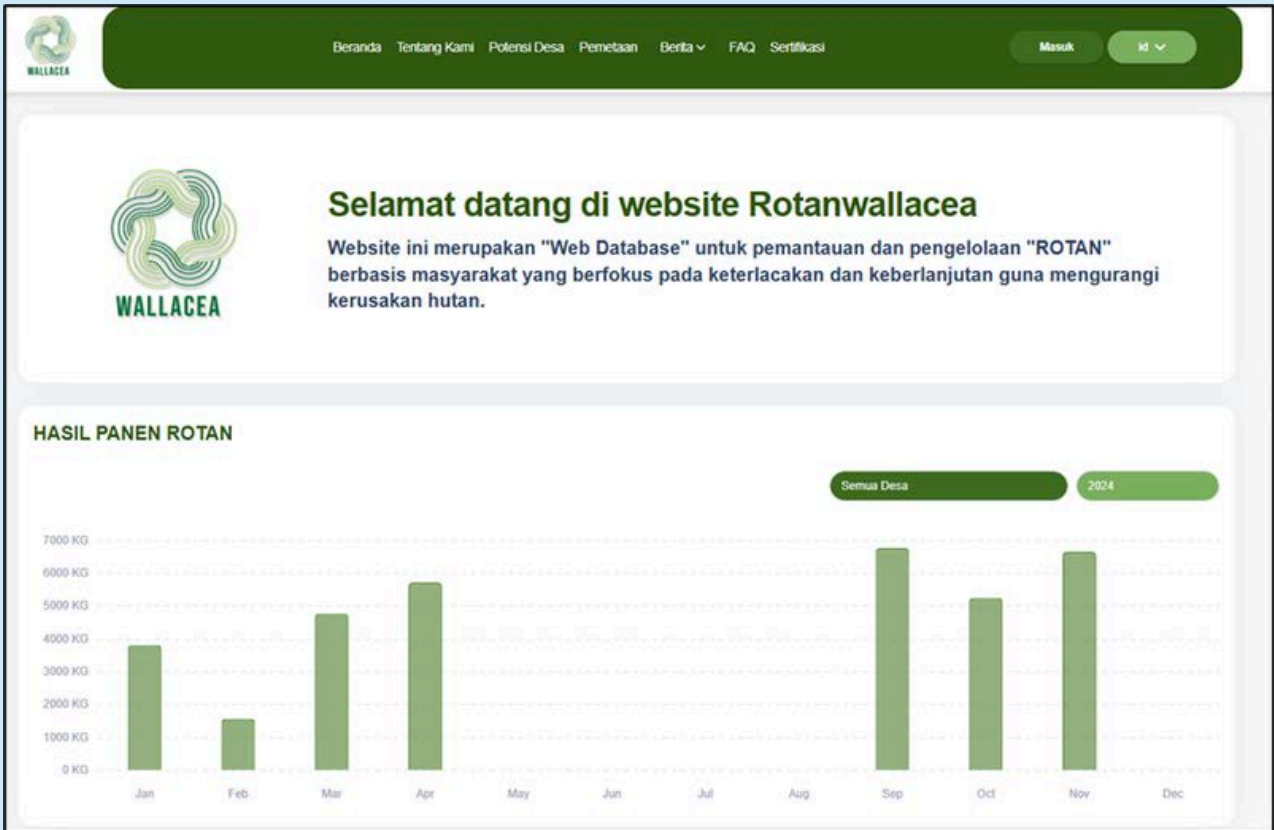 WALLACEA
Beranda Tentang Kami Potensi Desa Pemetaan Berita FAQ Sertifikasi Masuk id
WALLACEA
Selamat datang di website Rotanwallacea
Website ini merupakan "Web Database" untuk pemantauan dan pengelolaan "ROTAN"
berbasis masyarakat yang berfokus pada keterlacakan dan keberlanjutan guna mengurangi
kerusakan hutan.
HASIL PANEN ROTAN
Semua Desa 2024
7000 KG
6000 KG
5000 KG
4000 KG
3000 KG
2000 KG
1000 KG
0 KG
Jan Feb Mar Apr May Jun Jul Aug Sep Oct Nov Dec